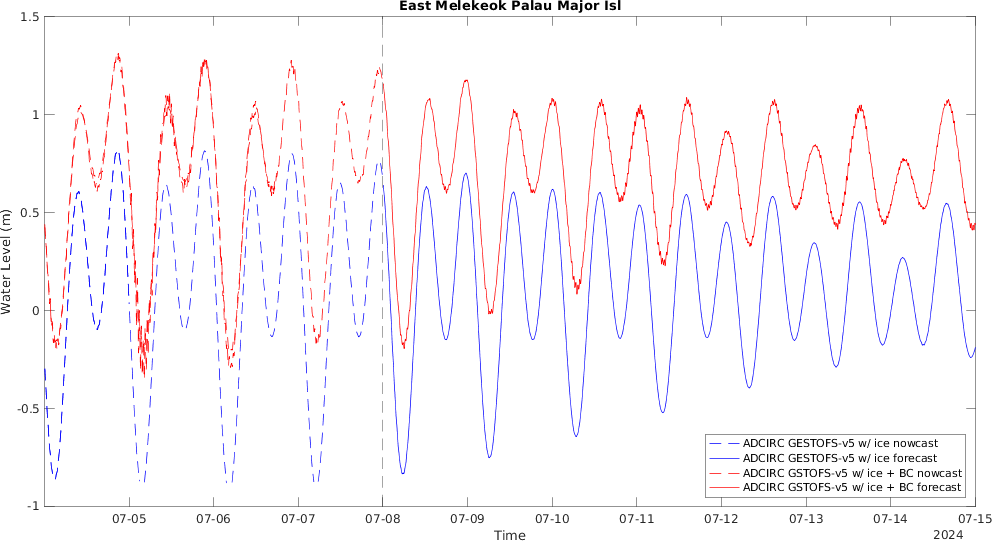 East Melekeok Palau Major Isl
Water Level (m)
1.5
1
0.5
0
-0.5
-1
07-05 07-06 07-07 07-08 07-09 07-10 07-11 07-12 07-13 07-14 07-15
Time
2024
ADCIRC GESTOFS-v5 w/ ice nowcast
ADCIRC GESTOFS-v5 w/ ice forecast
ADCIRC GSTOFS-v5 w/ ice + BC nowcast
ADCIRC GSTOFS-v5 w/ ice + BC forecast